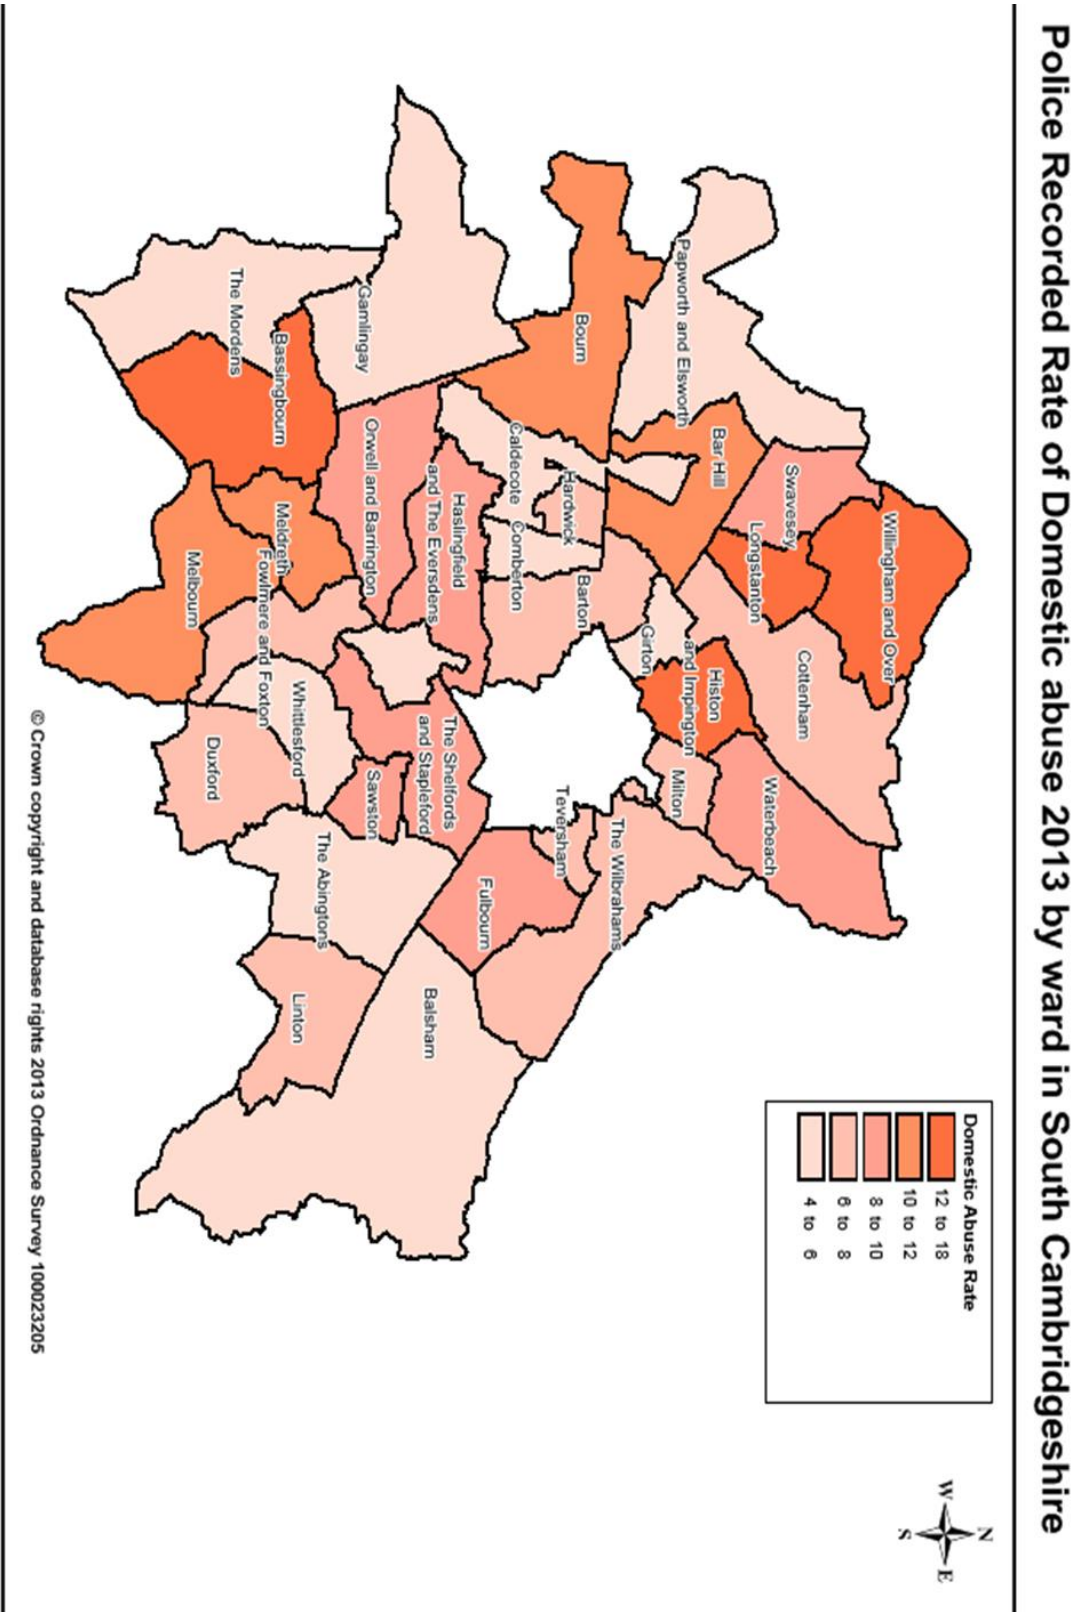 Police Recorded Rate of Domestic abuse 2013 by ward in South Cambridgeshire
N
W
E
S
Domestic Abuse Rate
12 to 18
10 to 12
8 to 10
6 to 8
4 to 6
Willingham and Over
Swavesey
Longstanton
Cottenham
Waterbeach
Bar Hill
Histon
and Impington
Milton
Papworth and Elsworth
Girton
The Wilbrahams
Bourn
Barton
Hardwick
Teversham
Caldecote
Comberton
Fulbourn
Haslingfield
and The Eversdens
The Shelfords
and Stapleford
Balsham
Gamlingay
Orwell and Barrington
Sawston
The Abingtons
Linton
Bassingbourn
Meldreth
Fowlmere and Foxton
Whittlesford
The Mordens
Melbourn
Duxford
© Crown copyright and database rights 2013 Ordnance Survey 100023205